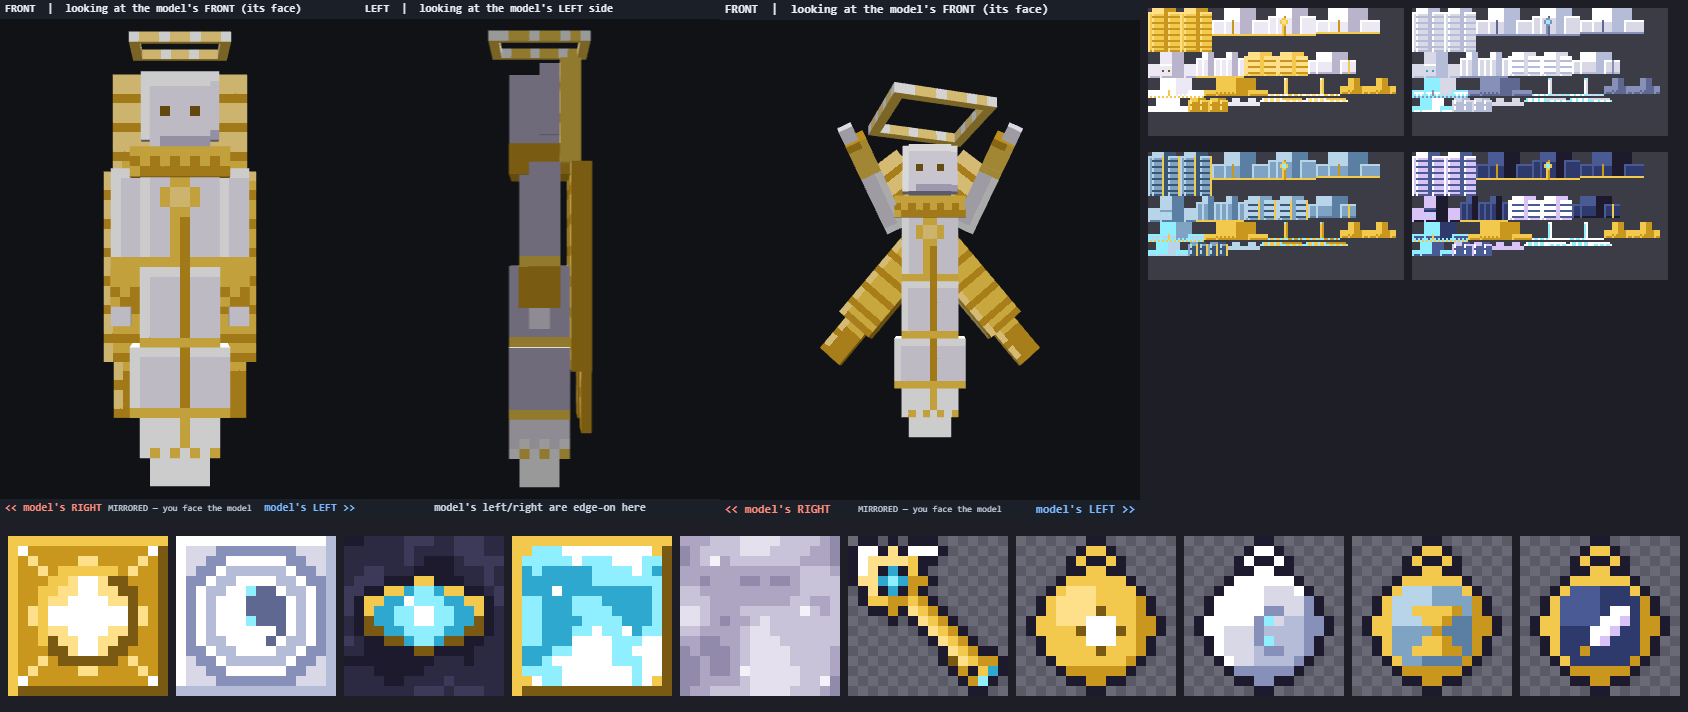 FRONT | looking at the model's FRONT (its face)
LEFT | looking at the model's LEFT side
FRONT | looking at the model's FRONT (its face)
<< model's RIGHT MIRRORED — you face the model model's LEFT >>
model's left/right are edge-on here
<< model's RIGHT MIRRORED — you face the model model's LEFT >>